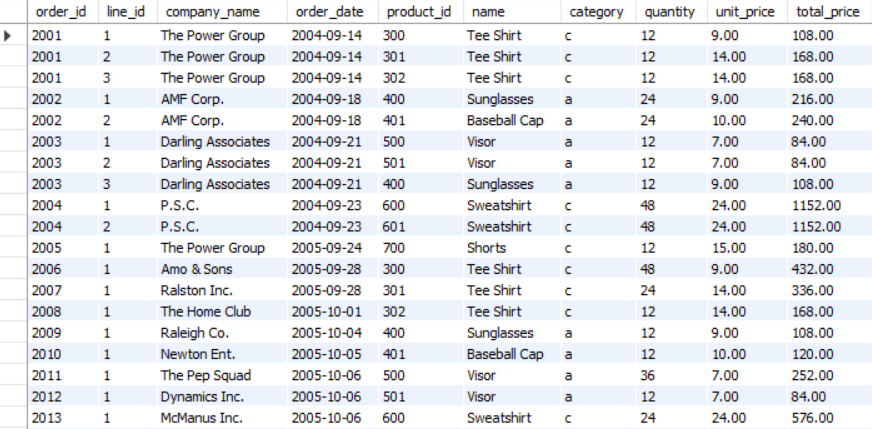 order_id line_id company_name order_date product_id name category quantity unit_price total_price
2001 1 The Power Group 2004-09-14 300 Tee Shirt c 12 9.00 108.00
2001 2 The Power Group 2004-09-14 301 Tee Shirt c 12 14.00 168.00
2001 3 The Power Group 2004-09-14 302 Tee Shirt c 12 14.00 168.00
2002 1 AMF Corp. 2004-09-18 400 Sunglasses a 24 9.00 216.00
2002 2 AMF Corp. 2004-09-18 401 Baseball Cap a 24 10.00 240.00
2003 1 Darling Associates 2004-09-21 500 Visor a 12 7.00 84.00
2003 2 Darling Associates 2004-09-21 501 Visor a 12 7.00 84.00
2003 3 Darling Associates 2004-09-21 400 Sunglasses a 12 9.00 108.00
2004 1 P.S.C. 2004-09-23 600 Sweatshirt c 48 24.00 1152.00
2004 2 P.S.C. 2004-09-23 601 Sweatshirt c 48 24.00 1152.00
2005 1 The Power Group 2005-09-24 700 Shorts c 12 15.00 180.00
2006 1 Amo & Sons 2005-09-28 300 Tee Shirt c 48 9.00 432.00
2007 1 Ralston Inc. 2005-09-28 301 Tee Shirt c 24 14.00 336.00
2008 1 The Home Club 2005-10-01 302 Tee Shirt c 12 14.00 168.00
2009 1 Raleigh Co. 2005-10-04 400 Sunglasses a 12 9.00 108.00
2010 1 Newton Ent. 2005-10-05 401 Baseball Cap a 12 10.00 120.00
2011 1 The Pep Squad 2005-10-06 500 Visor a 36 7.00 252.00
2012 1 Dynamics Inc. 2005-10-06 501 Visor a 12 7.00 84.00
2013 1 McManus Inc. 2005-10-06 600 Sweatshirt c 24 24.00 576.00